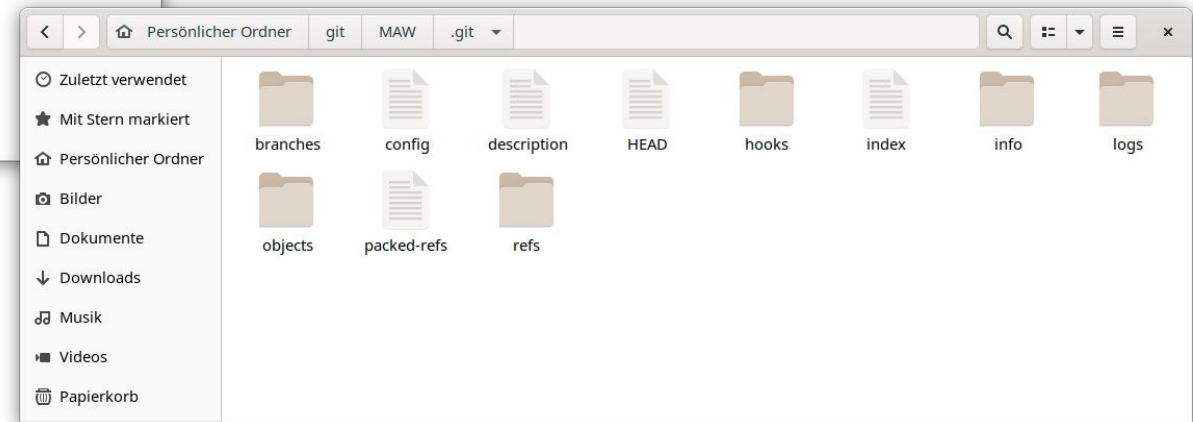 Persönlicher Ordner git MAW .git
Zuletzt verwendet
Mit Stern markiert
Persönlicher Ordner
Bilder
Dokumente
Downloads
Musik
Videos
Papierkorb
branches config description HEAD hooks index info logs
objects packed-refs refs